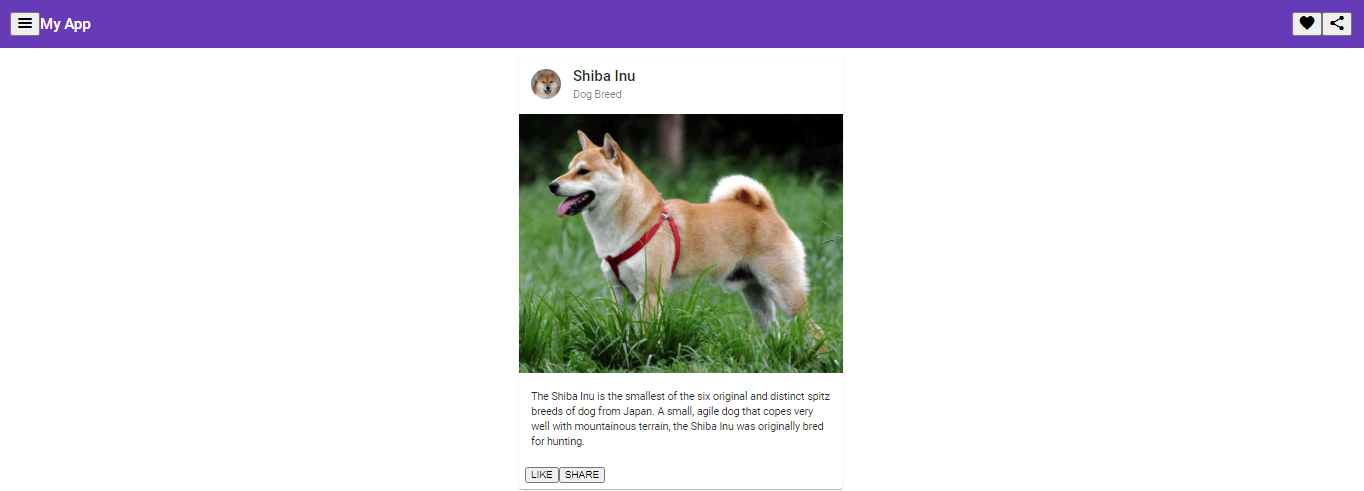 My App
Shiba Inu
Dog Breed
The Shiba Inu is the smallest of the six original and distinct spitz
breeds of dog from Japan. A small, agile dog that copes very
well with mountainous terrain, the Shiba Inu was originally bred
for hunting.
LIKE SHARE